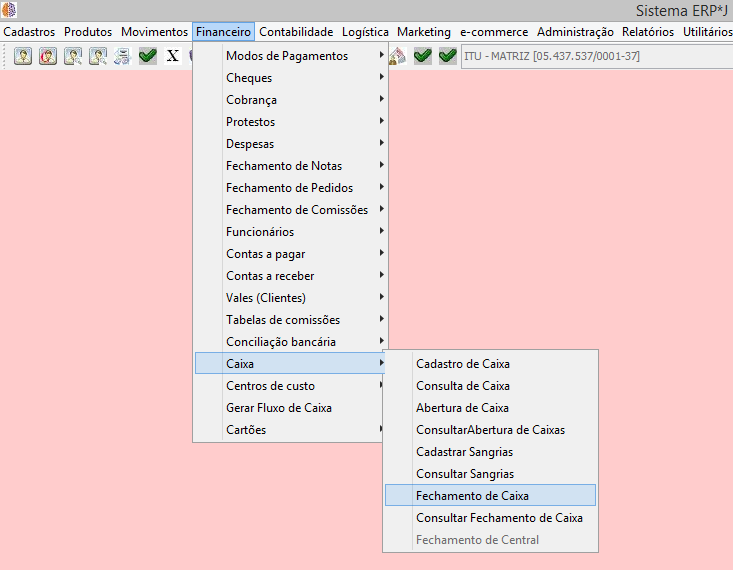 Sistema ERP*J
Cadastros Produtos Movimentos Financeiro Contabilidade Logística Marketing e-commerce Administração Relatórios Utilitários
X ITU - MATRIZ [05.437.537/0001-37]
Modos de Pagamentos
Cheques
Cobrança
Protestos
Despesas
Fechamento de Notas
Fechamento de Pedidos
Fechamento de Comissões
Funcionários
Contas a pagar
Contas a receber
Vales (Clientes)
Tabelas de comissões
Conciliação bancária
Caixa
Centros de custo
Gerar Fluxo de Caixa
Cartões
Cadastro de Caixa
Consulta de Caixa
Abertura de Caixa
ConsultarAbertura de Caixas
Cadastrar Sangrias
Consultar Sangrias
Fechamento de Caixa
Consultar Fechamento de Caixa
Fechamento de Central